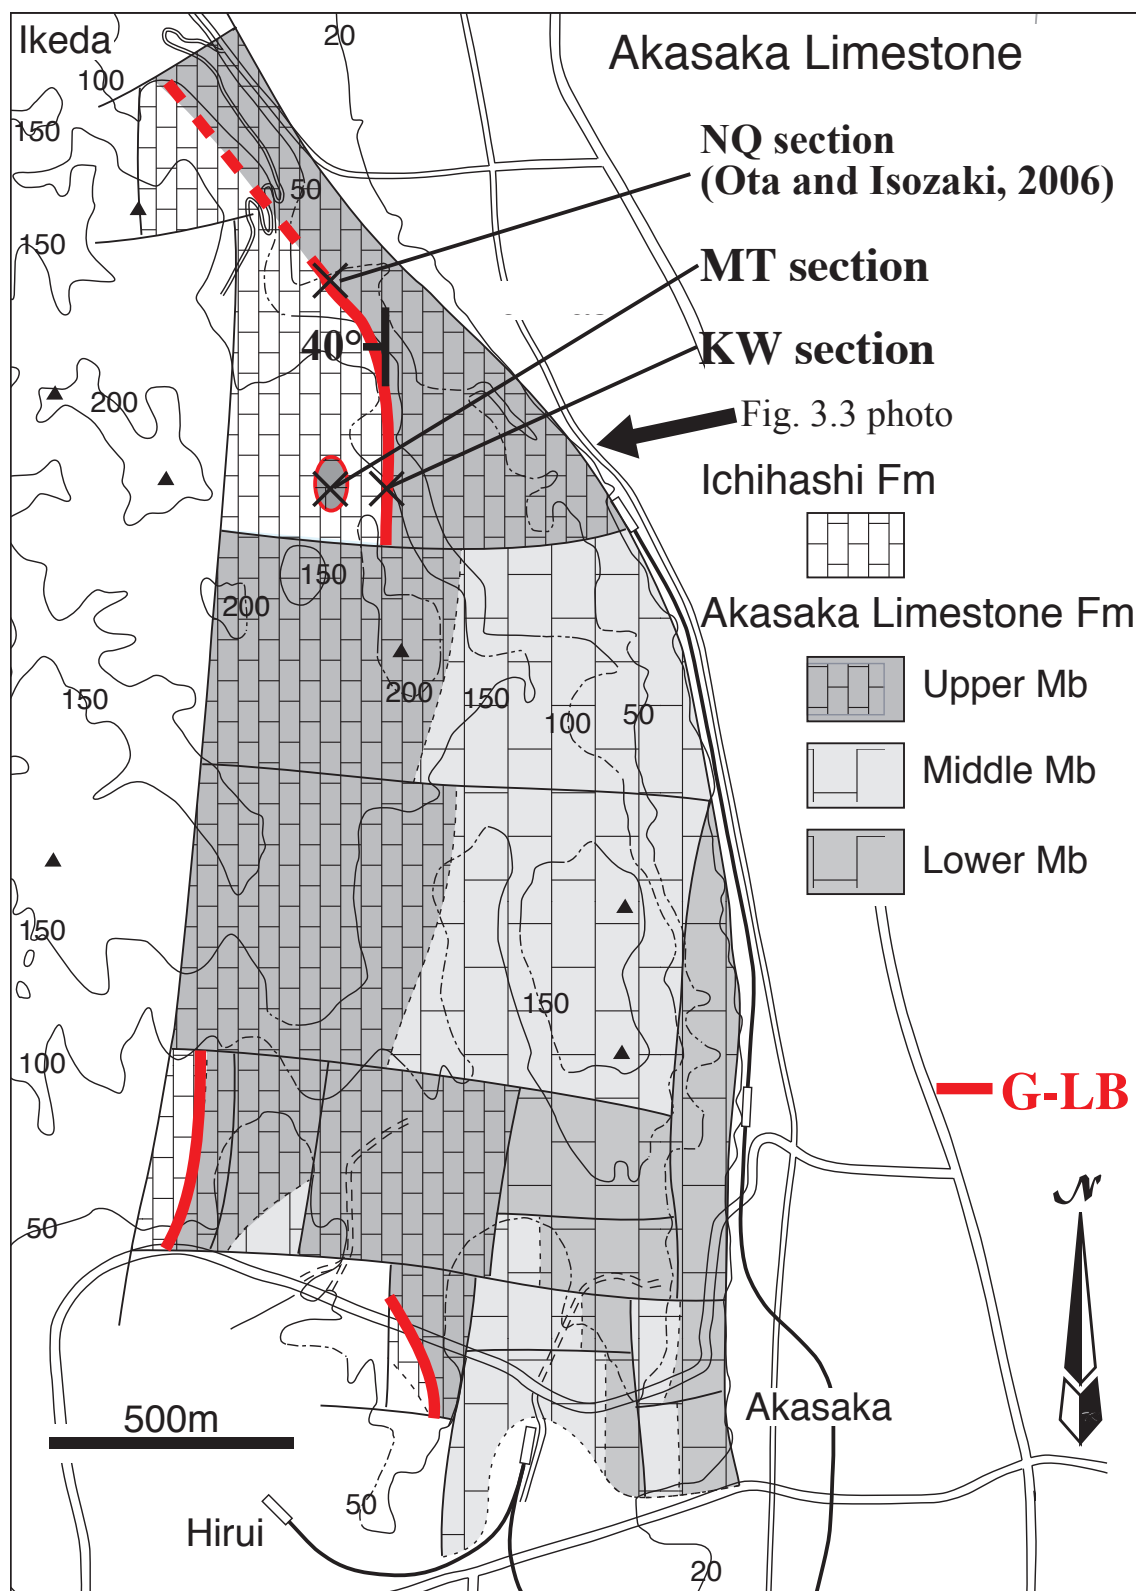 Ikeda
20
Akasaka Limestone
100
150
NQ section
(Ota and Isozaki, 2006)
50
150
MT section
40°
KW section
200
Fig. 3.3 photo
Ichihashi Fm
150
200
Akasaka Limestone Fm
Upper Mb
200
150
150
100
50
Middle Mb
Lower Mb
150
150
100
G-LB
N
50
500m
Akasaka
50
Hirui
20